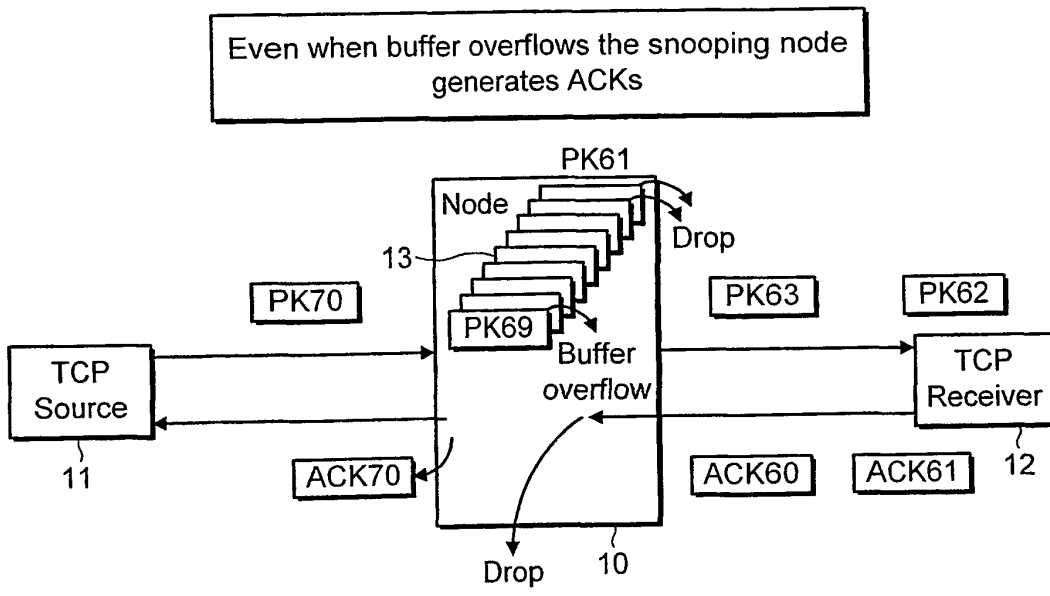 Even when buffer overflows the snooping node
generates ACKs
PK61
Node
Drop
13
PK70
PK63
PK62
PK69
Buffer
overflow
TCP
Source
TCP
Receiver
11
ACK70
ACK60
ACK61
12
10
Drop